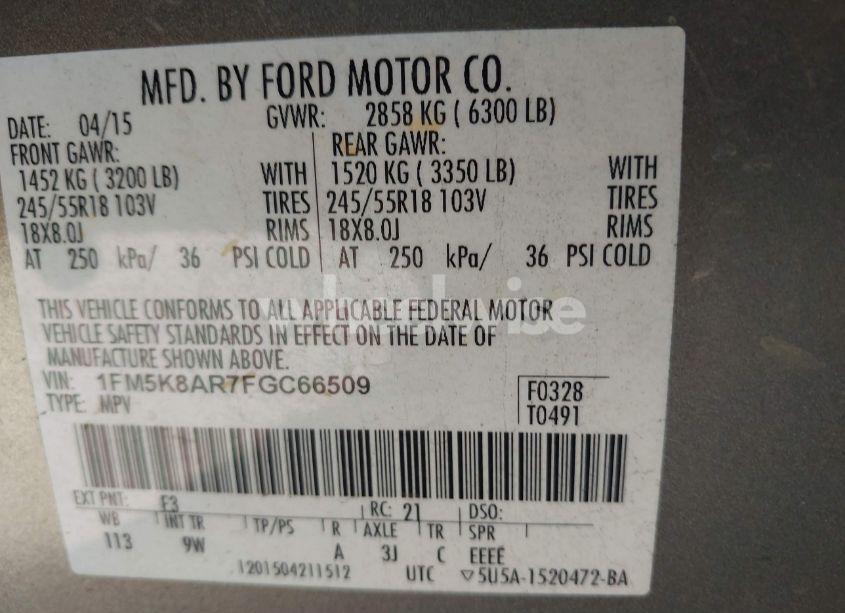 MFD. BY FORD MOTOR CO.
DATE: 04/15 GVWR: 2858 KG ( 6300 LB)
FRONT GAWR: REAR GAWR:
1452 KG ( 3200 LB) WITH 1520 KG ( 3350 LB) WITH
245/55R18 103V TIRES 245/55R18 103V TIRES
18X8.0J RIMS 18X8.0J RIMS
AT 250 kPa/ 36 PSI COLD AT 250 kPa/ 36 PSI COLD
THIS VEHICLE CONFORMS TO ALL APPLICABLE FEDERAL MOTOR
VEHICLE SAFETY STANDARDS IN EFFECT ON THE DATE OF
MANUFACTURE SHOWN ABOVE.
VIN: 1FM5K8AR7FGC66509
TYPE: MPV
F0328
T0491
EXT PNT: F3 RC: 21 DSO:
WB INT TR TP/PS R AXLE TR SPR
113 9W A 3J C EEEE
1201504211512 UTC ▽5U5A-1520472-BA